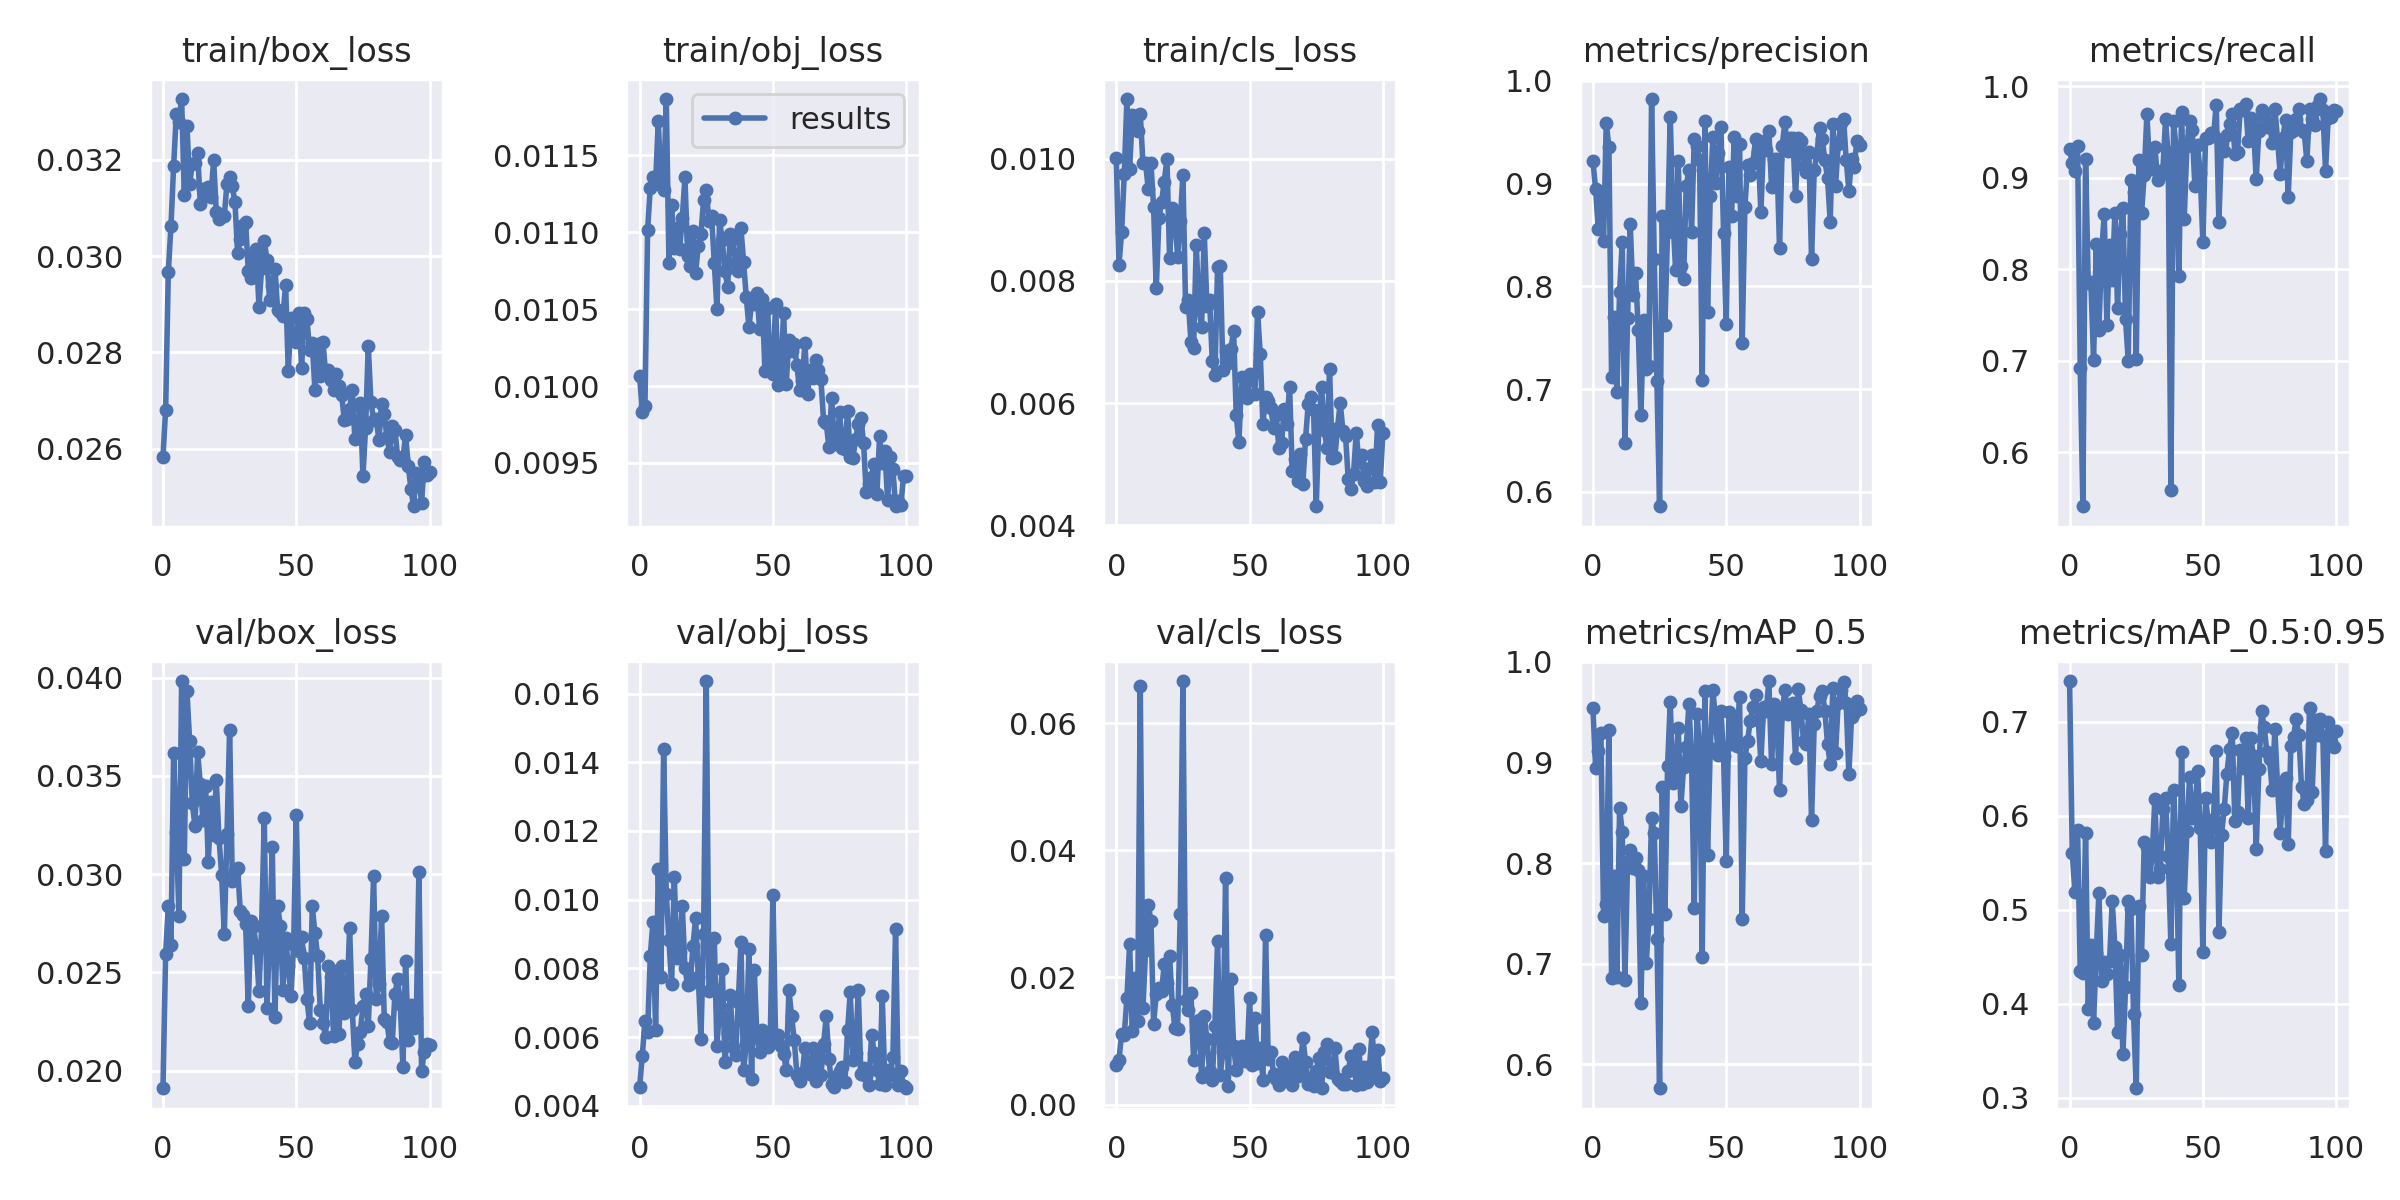 train/box_loss
0.032
0.030
0.028
0.026
0 50 100
train/obj_loss
results
0.0115
0.0110
0.0105
0.0100
0.0095
0 50 100
train/cls_loss
0.010
0.008
0.006
0.004
0 50 100
metrics/precision
1.0
0.9
0.8
0.7
0.6
0 50 100
metrics/recall
1.0
0.9
0.8
0.7
0.6
0 50 100
val/box_loss
0.040
0.035
0.030
0.025
0.020
0 50 100
val/obj_loss
0.016
0.014
0.012
0.010
0.008
0.006
0.004
0 50 100
val/cls_loss
0.06
0.04
0.02
0.00
0 50 100
metrics/mAP_0.5
1.0
0.9
0.8
0.7
0.6
0 50 100
metrics/mAP_0.5:0.95
0.7
0.6
0.5
0.4
0.3
0 50 100